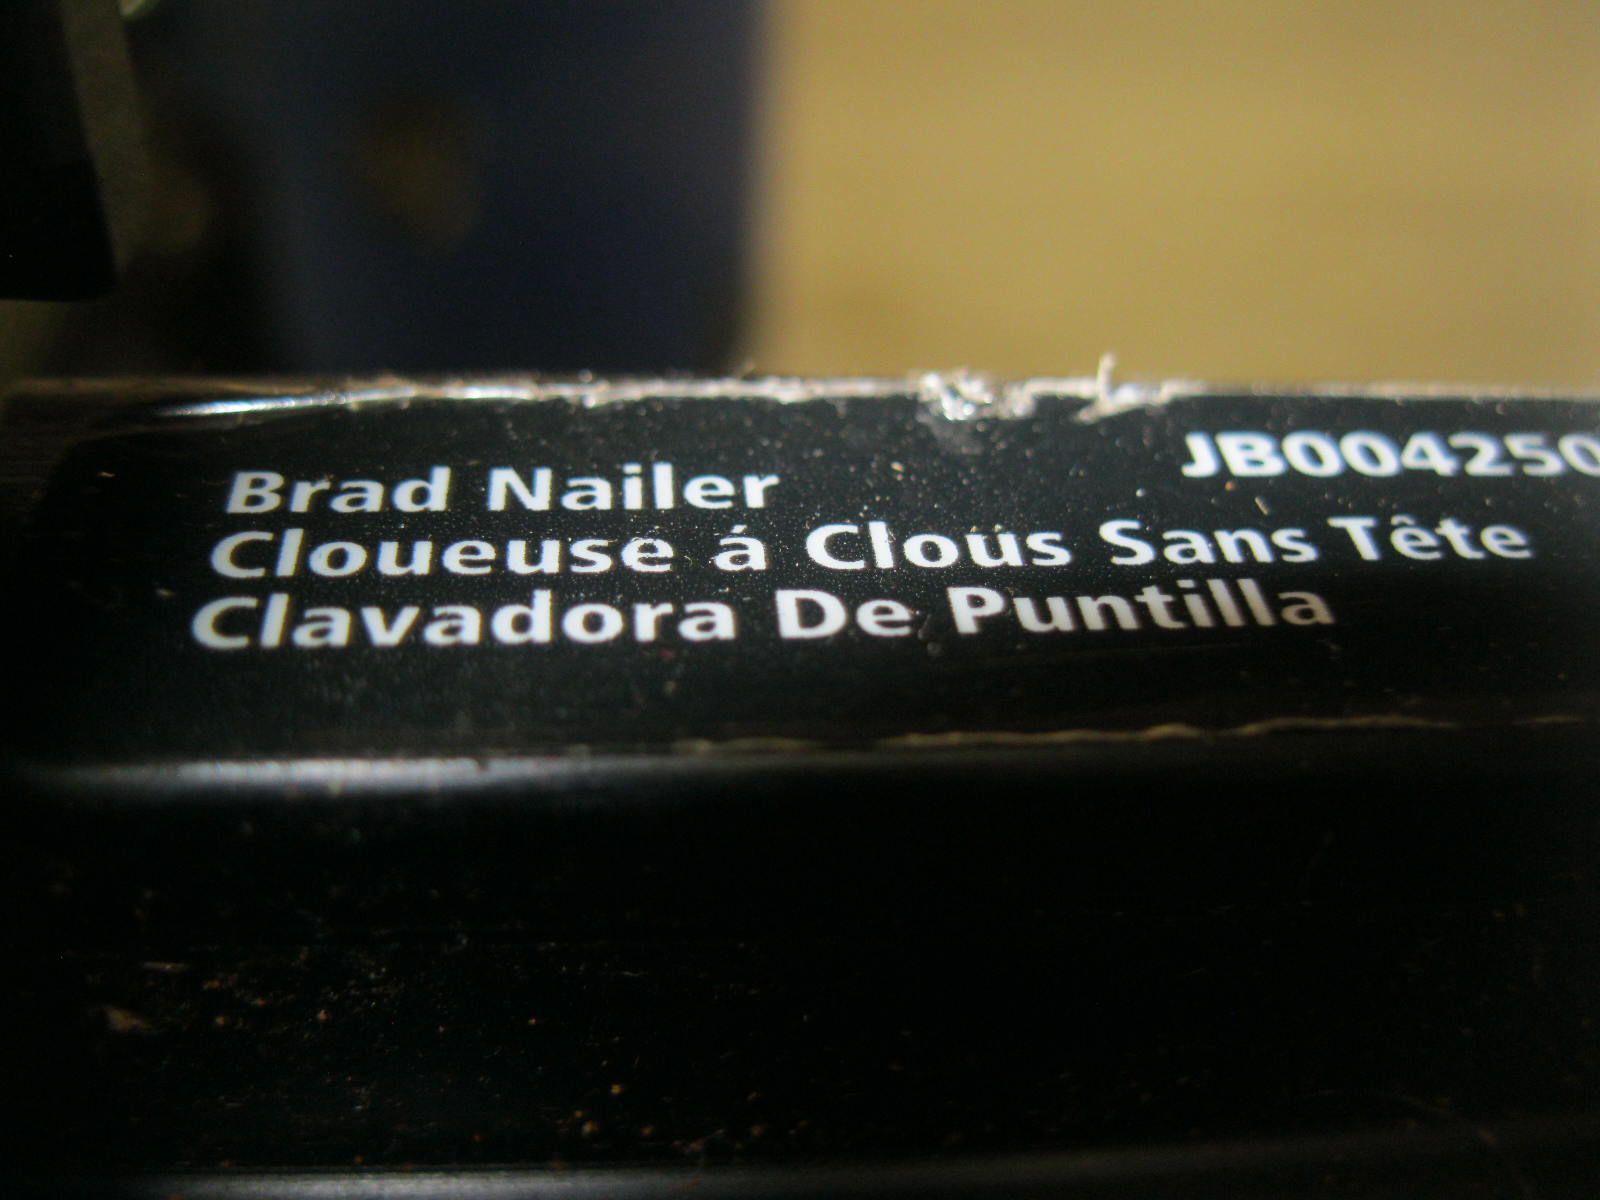 Brad Nailer JB004250
Cloueuse á Clous Sans Tête
Clavadora De Puntilla